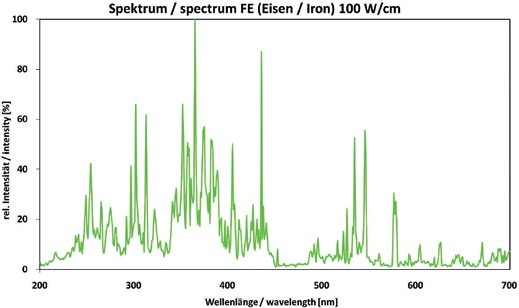 Spektrum / spectrum FE (Eisen / Iron) 100 W/cm
rel. Intensität / intensity [%]
100
80
60
40
20
0
200 300 400 500 600 700
Wellenlänge / wavelength [nm]